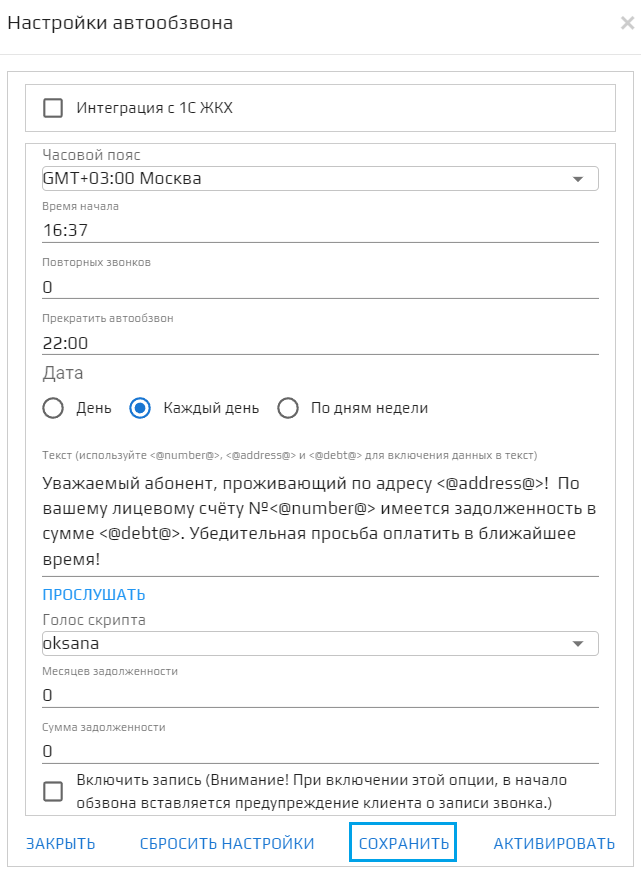 Настройки автообзвона
Интеграция с 1С ЖКХ
Часовой пояс
GMT+03:00 Москва
Время начала
16:37
Повторных звонков
0
Прекратить автообзвон
22:00
Дата
День Каждый день По дням недели
Текст (используйте <@number@>, <@address@> и <@debt@> для включения данных в текст)
Уважаемый абонент, проживающий по адресу <@address@>!  По
вашему лицевому счёту №<@number@> имеется задолженность в
сумме <@debt@>. Убедительная просьба оплатить в ближайшее
время!
ПРОСЛУШАТЬ
Голос скрипта
oksana
Месяцев задолженности
0
Сумма задолженности
0
Включить запись (Внимание! При включении этой опции, в начало
обзвона вставляется предупреждение клиента о записи звонка.)
ЗАКРЫТЬ СБРОСИТЬ НАСТРОЙКИ СОХРАНИТЬ АКТИВИРОВАТЬ